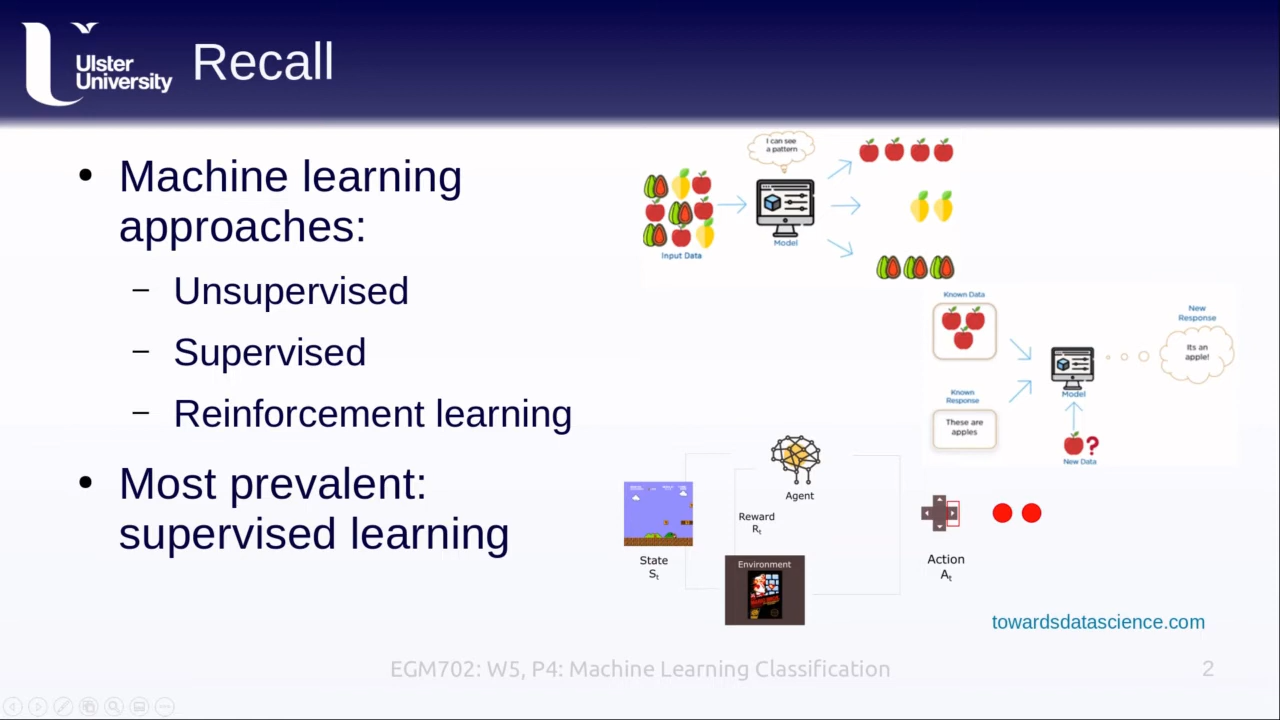 Ulster
University
Recall
Machine learning
approaches:
Unsupervised
Supervised
Reinforcement learning
Most prevalent:
supervised learning
I can see
a pattern
Input Data
Model
Known Data
Known
Response
These are
apples
Model
New Data
New
Response
Its an
apple!
Agent
Reward
Rt
State
St
Environment
Action
At
towardsdatascience.com
EGM702: W5, P4: Machine Learning Classification
2